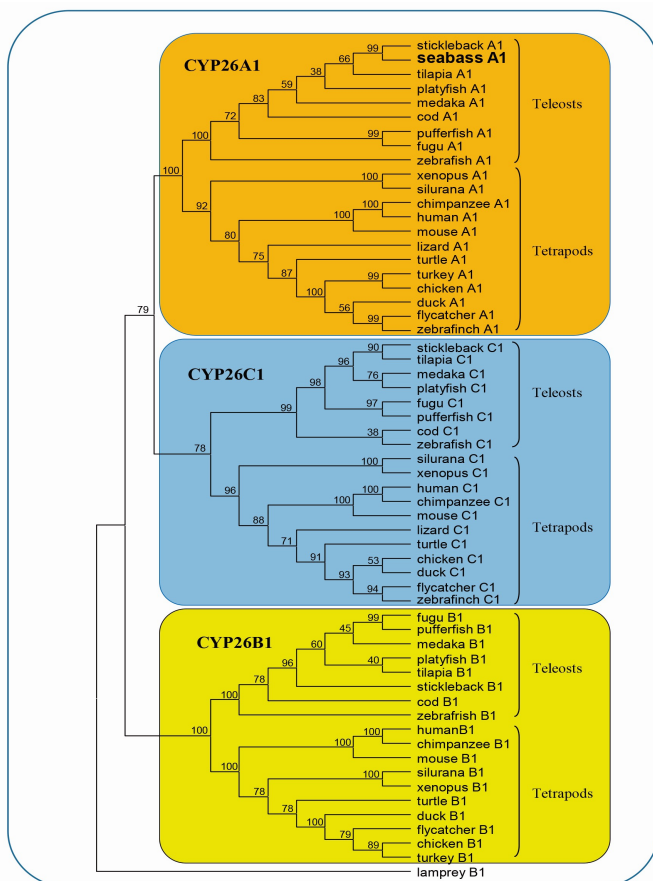 CYP26A1
99
stickleback A1
seabass A1
66
tilapia A1
38
platyfish A1
59
medaka A1
83
cod A1
72
99
pufferfish A1
fugu A1
100
zebrafish A1
Teleosts
100
100
xenopus A1
silurana A1
92
100
chimpanzee A1
human A1
100
mouse A1
80
lizard A1
75
turtle A1
87
99
turkey A1
chicken A1
100
duck A1
56
flycatcher A1
99
zebrafinch A1
Tetrapods
79
CYP26C1
90
stickleback C1
tilapia C1
96
76
medaka C1
platyfish C1
98
97
fugu C1
pufferfish C1
99
cod C1
38
zebrafish C1
Teleosts
78
silurana C1
100
xenopus C1
96
100
human C1
chimpanzee C1
100
mouse C1
88
lizard C1
71
turtle C1
91
53
chicken C1
duck C1
93
94
flycatcher C1
zebrafinch C1
Tetrapods
CYP26B1
99
fugu B1
pufferfish B1
45
medaka B1
60
platyfish B1
40
tilapia B1
96
stickleback B1
78
cod B1
100
zebrafrish B1
Teleosts
100
humanB1
100
chimpanzee B1
100
mouse B1
100
silurana B1
100
xenopus B1
78
turtle B1
78
duck B1
100
flycatcher B1
79
chicken B1
89
turkey B1
Tetrapods
lamprey B1